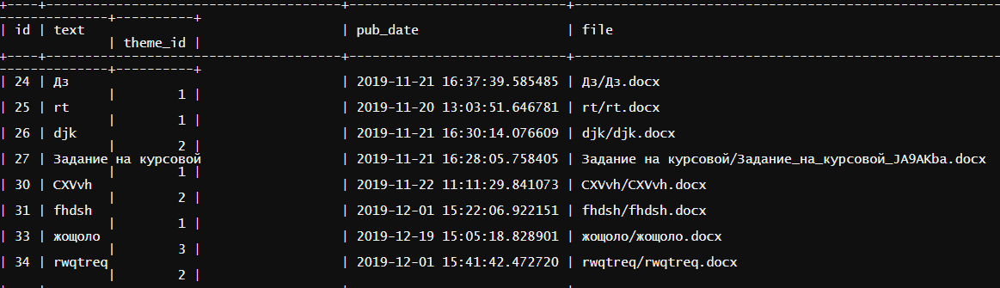 +----+-----------------------------------------+------------------------------+------------------------------------------------------------
---------------+----------+
| id | text | pub_date | file
| theme_id |
+----+-----------------------------------------+------------------------------+------------------------------------------------------------
---------------+----------+
| 24 | Дз | 2019-11-21 16:37:39.585485 | Дз/Дз.docx
| 1 |
| 25 | rt | 2019-11-20 13:03:51.646781 | rt/rt.docx
| 1 |
| 26 | djk | 2019-11-21 16:30:14.076609 | djk/djk.docx
| 2 |
| 27 | Задание на курсовой | 2019-11-21 16:28:05.758405 | Задание на курсовой/Задание_на_курсовой_JA9AKba.docx
| 1 |
| 30 | CXVvh | 2019-11-22 11:11:29.841073 | CXVvh/CXVvh.docx
| 2 |
| 31 | fhdsh | 2019-12-01 15:22:06.922151 | fhdsh/fhdsh.docx
| 1 |
| 33 | жощоло | 2019-12-19 15:05:18.828901 | жощоло/жощоло.docx
| 3 |
| 34 | rwqtreq | 2019-12-01 15:41:42.472720 | rwqtreq/rwqtreq.docx
| 2 |